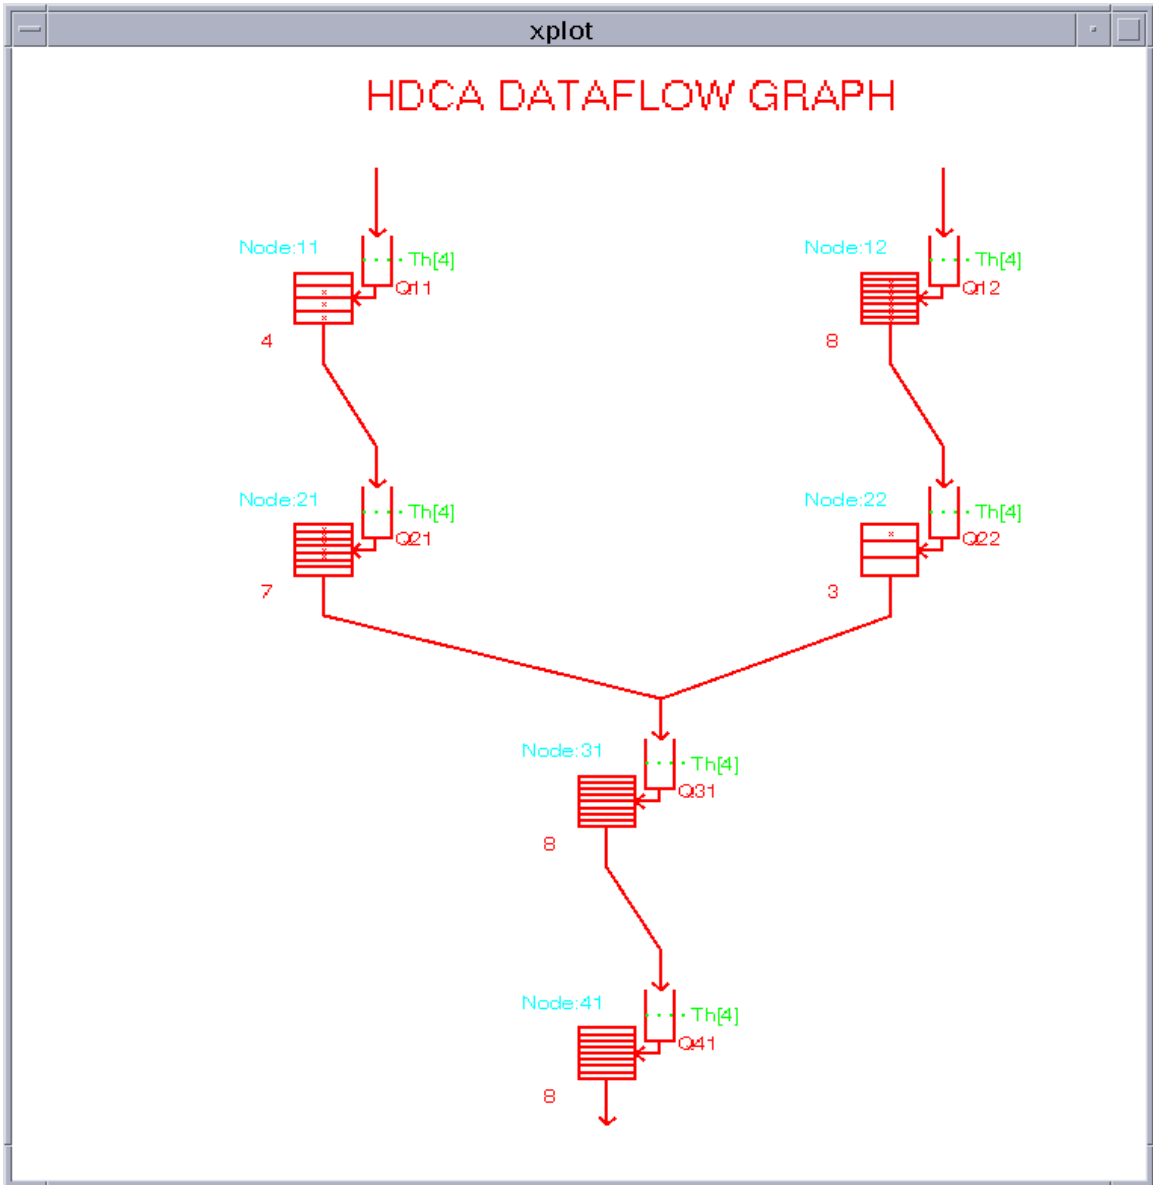 xplot
HDCA DATAFLOW GRAPH
Node:11
Th[4]
Q11
4
Node:12
Th[4]
Q12
8
Node:21
Th[4]
Q21
7
Node:22
Th[4]
Q22
3
Node:31
Th[4]
Q31
8
Node:41
Th[4]
Q41
8